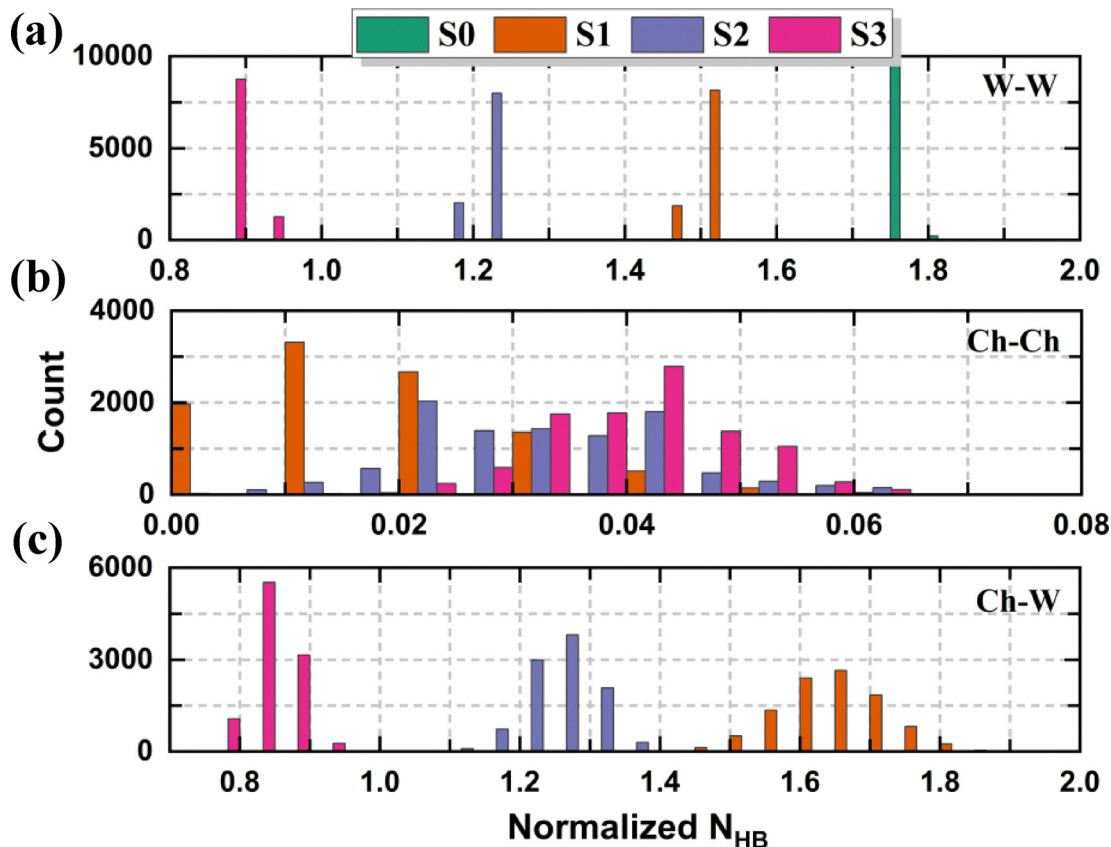 (a)
S0 S1 S2 S3
10000
W-W
5000
0
0.8 1.0 1.2 1.4 1.6 1.8 2.0
(b)
4000
Ch-Ch
2000
0
0.00 0.02 0.04 0.06 0.08
Count
(c)
6000
Ch-W
3000
0
0.8 1.0 1.2 1.4 1.6 1.8 2.0
Normalized N_HB